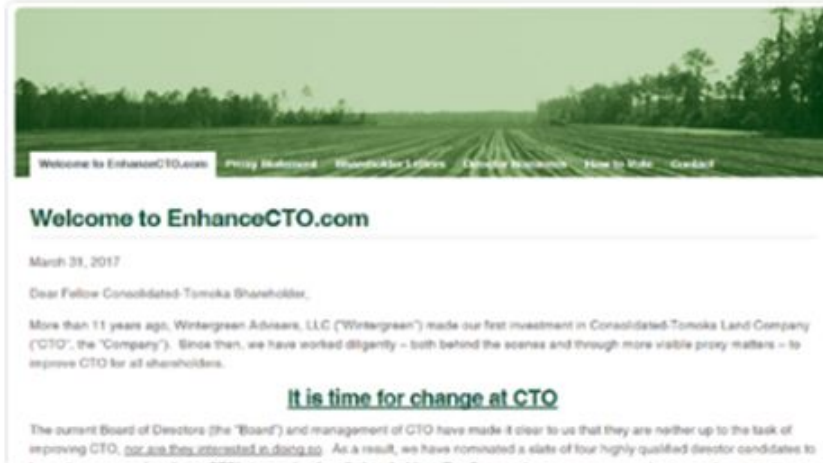 Welcome to EnhanceCTO.com Proxy Statement Shareholder Letters Director Nominees How to Vote Contact
Welcome to EnhanceCTO.com
March 31, 2017
Dear Fellow Consolidated-Tomoka Shareholder,
More than 11 years ago, Wintergreen Advisers, LLC ("Wintergreen") made our first investment in Consolidated-Tomoka Land Company
("CTO", the "Company"). Since then, we have worked diligently – both behind the scenes and through more visible proxy matters – to
improve CTO for all shareholders.
It is time for change at CTO
The current Board of Directors (the "Board") and management of CTO have made it clear to us that they are neither up to the task of
improving CTO, nor are they interested in doing so. As a result, we have nominated a slate of four highly qualified director candidates to